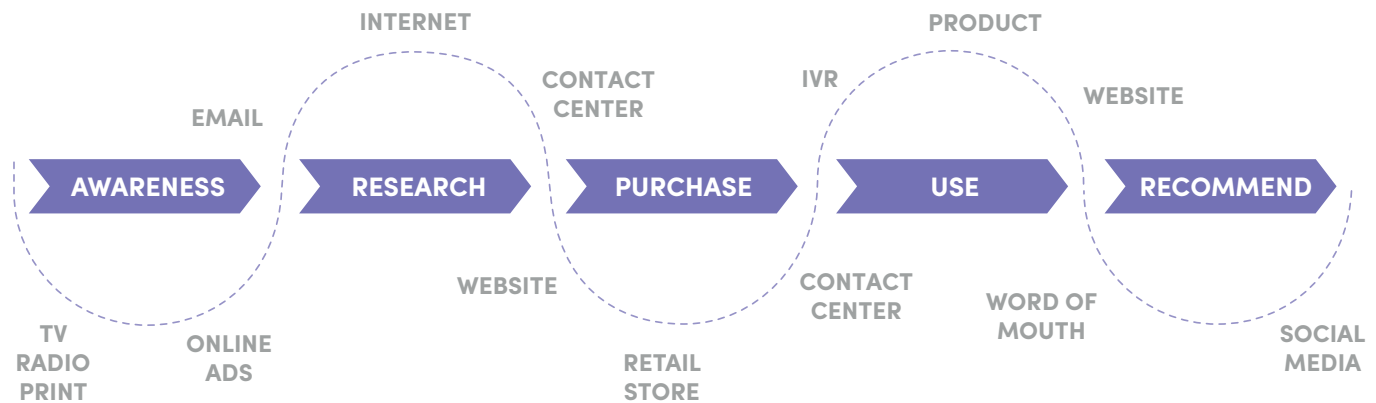 INTERNET
PRODUCT
CONTACT
CENTER
IVR
WEBSITE
EMAIL
AWARENESS
RESEARCH
PURCHASE
USE
RECOMMEND
WEBSITE
CONTACT
CENTER
WORD OF
MOUTH
TV
RADIO
PRINT
ONLINE
ADS
RETAIL
STORE
SOCIAL
MEDIA